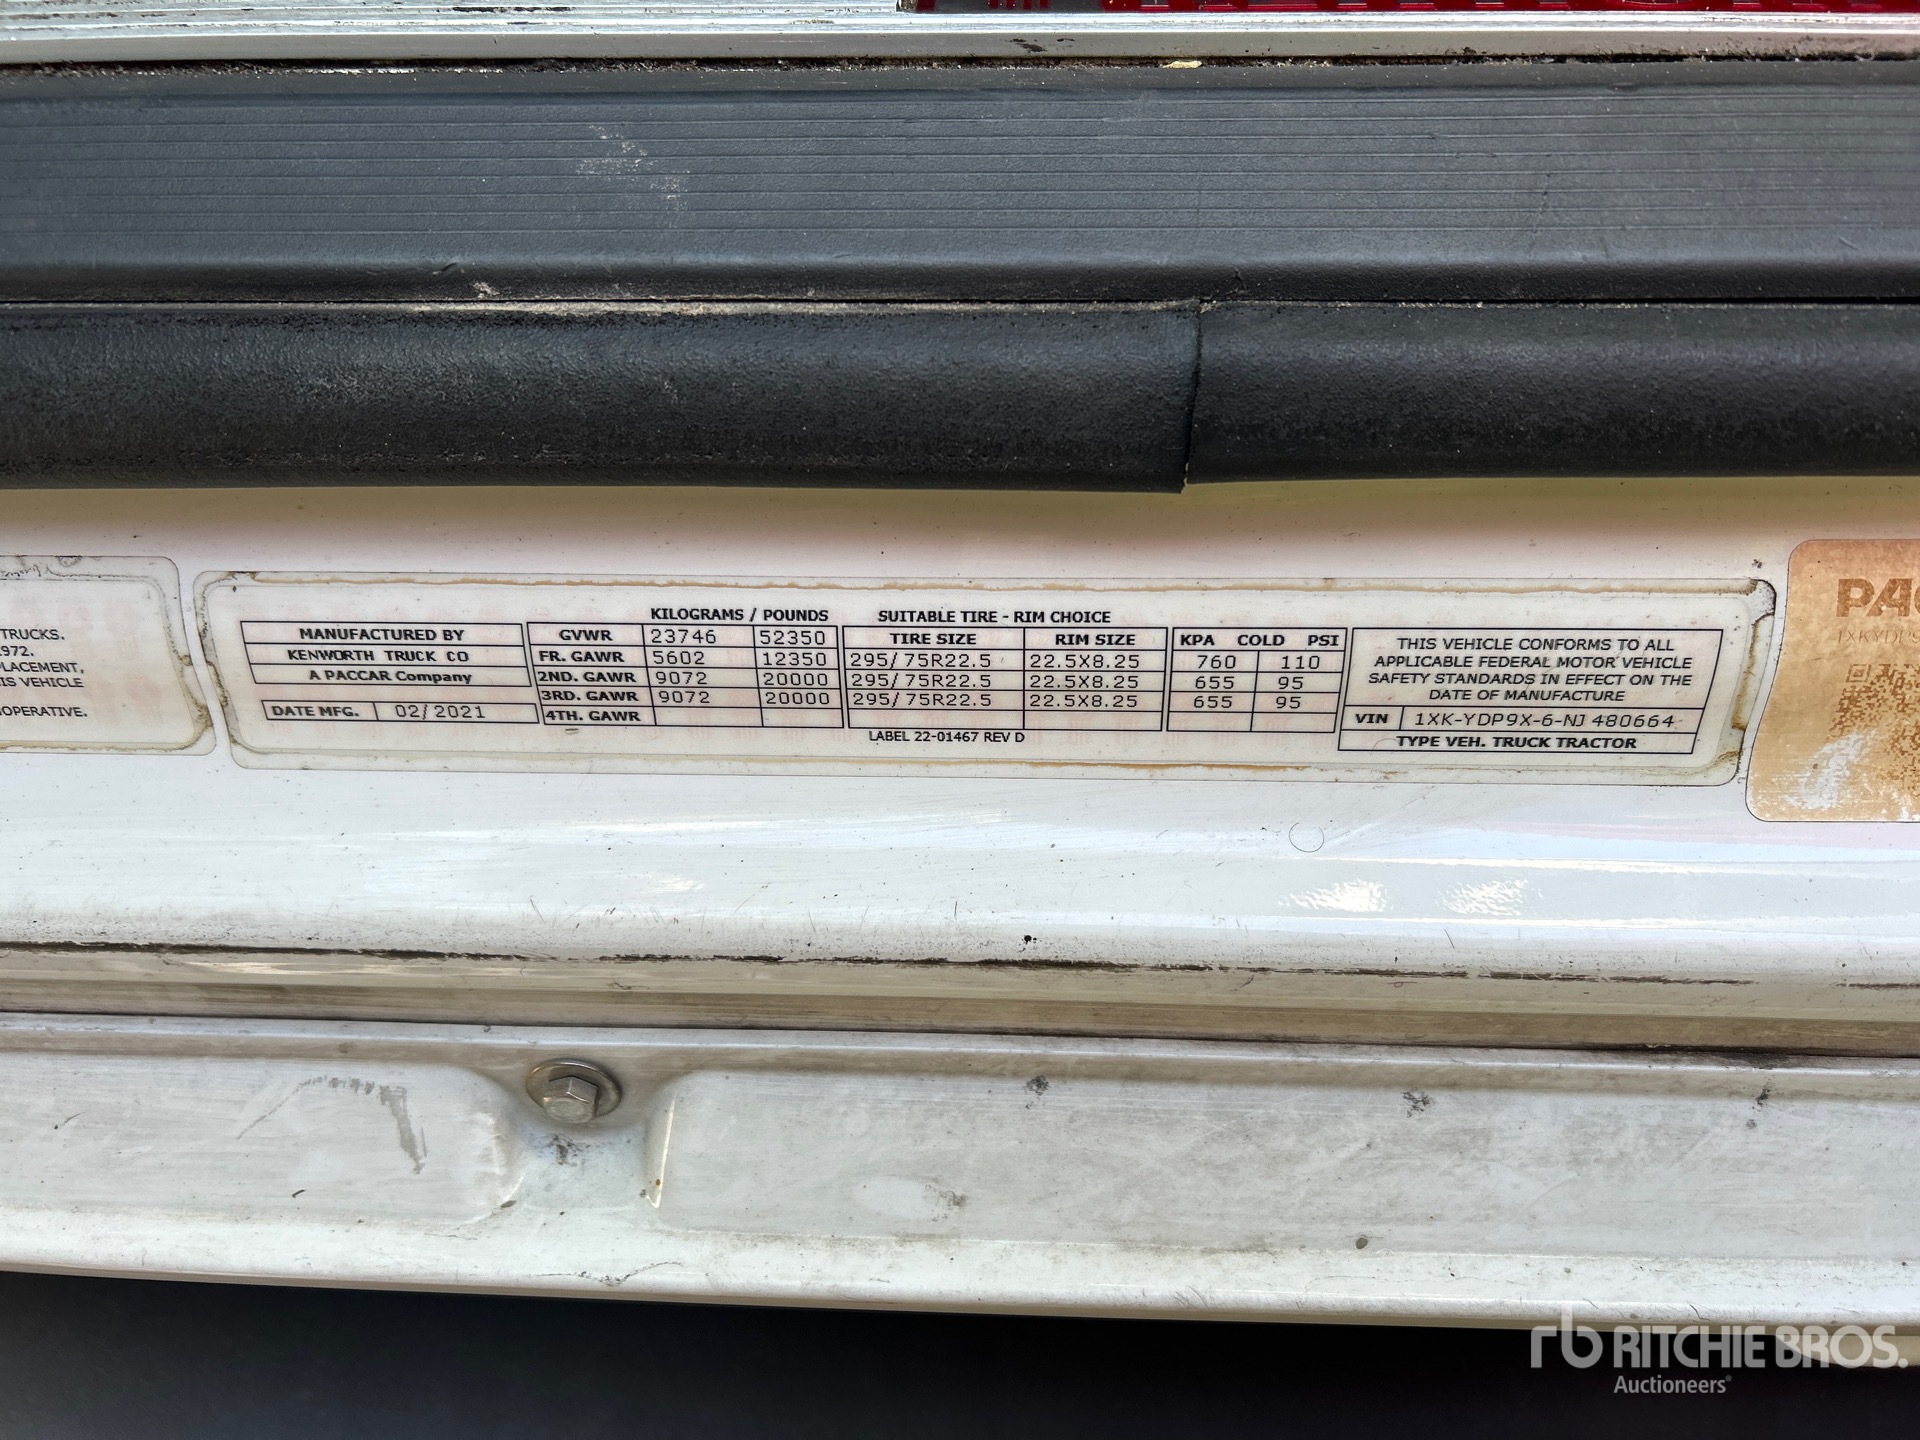 TRUCKS.
972.
PLACEMENT,
IS VEHICLE
NOPERATIVE.
KILOGRAMS / POUNDS SUITABLE TIRE - RIM CHOICE
MANUFACTURED BY
KENWORTH TRUCK CO
A PACCAR Company
DATE MFG. 02/2021
GVWR 23746 52350 TIRE SIZE RIM SIZE KPA COLD PSI
FR. GAWR 5602 12350 295/75R22.5 22.5X8.25 760 110
2ND. GAWR 9072 20000 295/75R22.5 22.5X8.25 655 95
3RD. GAWR 9072 20000 295/75R22.5 22.5X8.25 655 95
4TH. GAWR
LABEL 22-01467 REV D
THIS VEHICLE CONFORMS TO ALL
APPLICABLE FEDERAL MOTOR VEHICLE
SAFETY STANDARDS IN EFFECT ON THE
DATE OF MANUFACTURE
VIN 1XK-YDP9X-6-NJ 480664
TYPE VEH. TRUCK TRACTOR
PAC
1XKYDP9
rb RITCHIE BROS.
Auctioneers